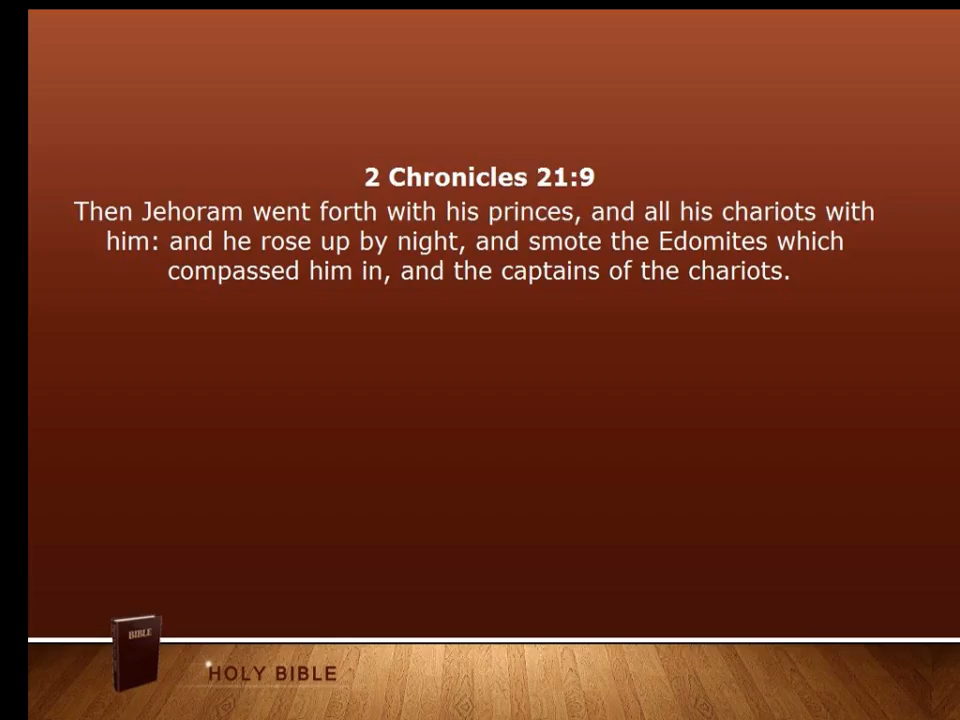 2 Chronicles 21:9
Then Jehoram went forth with his princes, and all his chariots with
him: and he rose up by night, and smote the Edomites which
compassed him in, and the captains of the chariots.
BIBLE
HOLY BIBLE